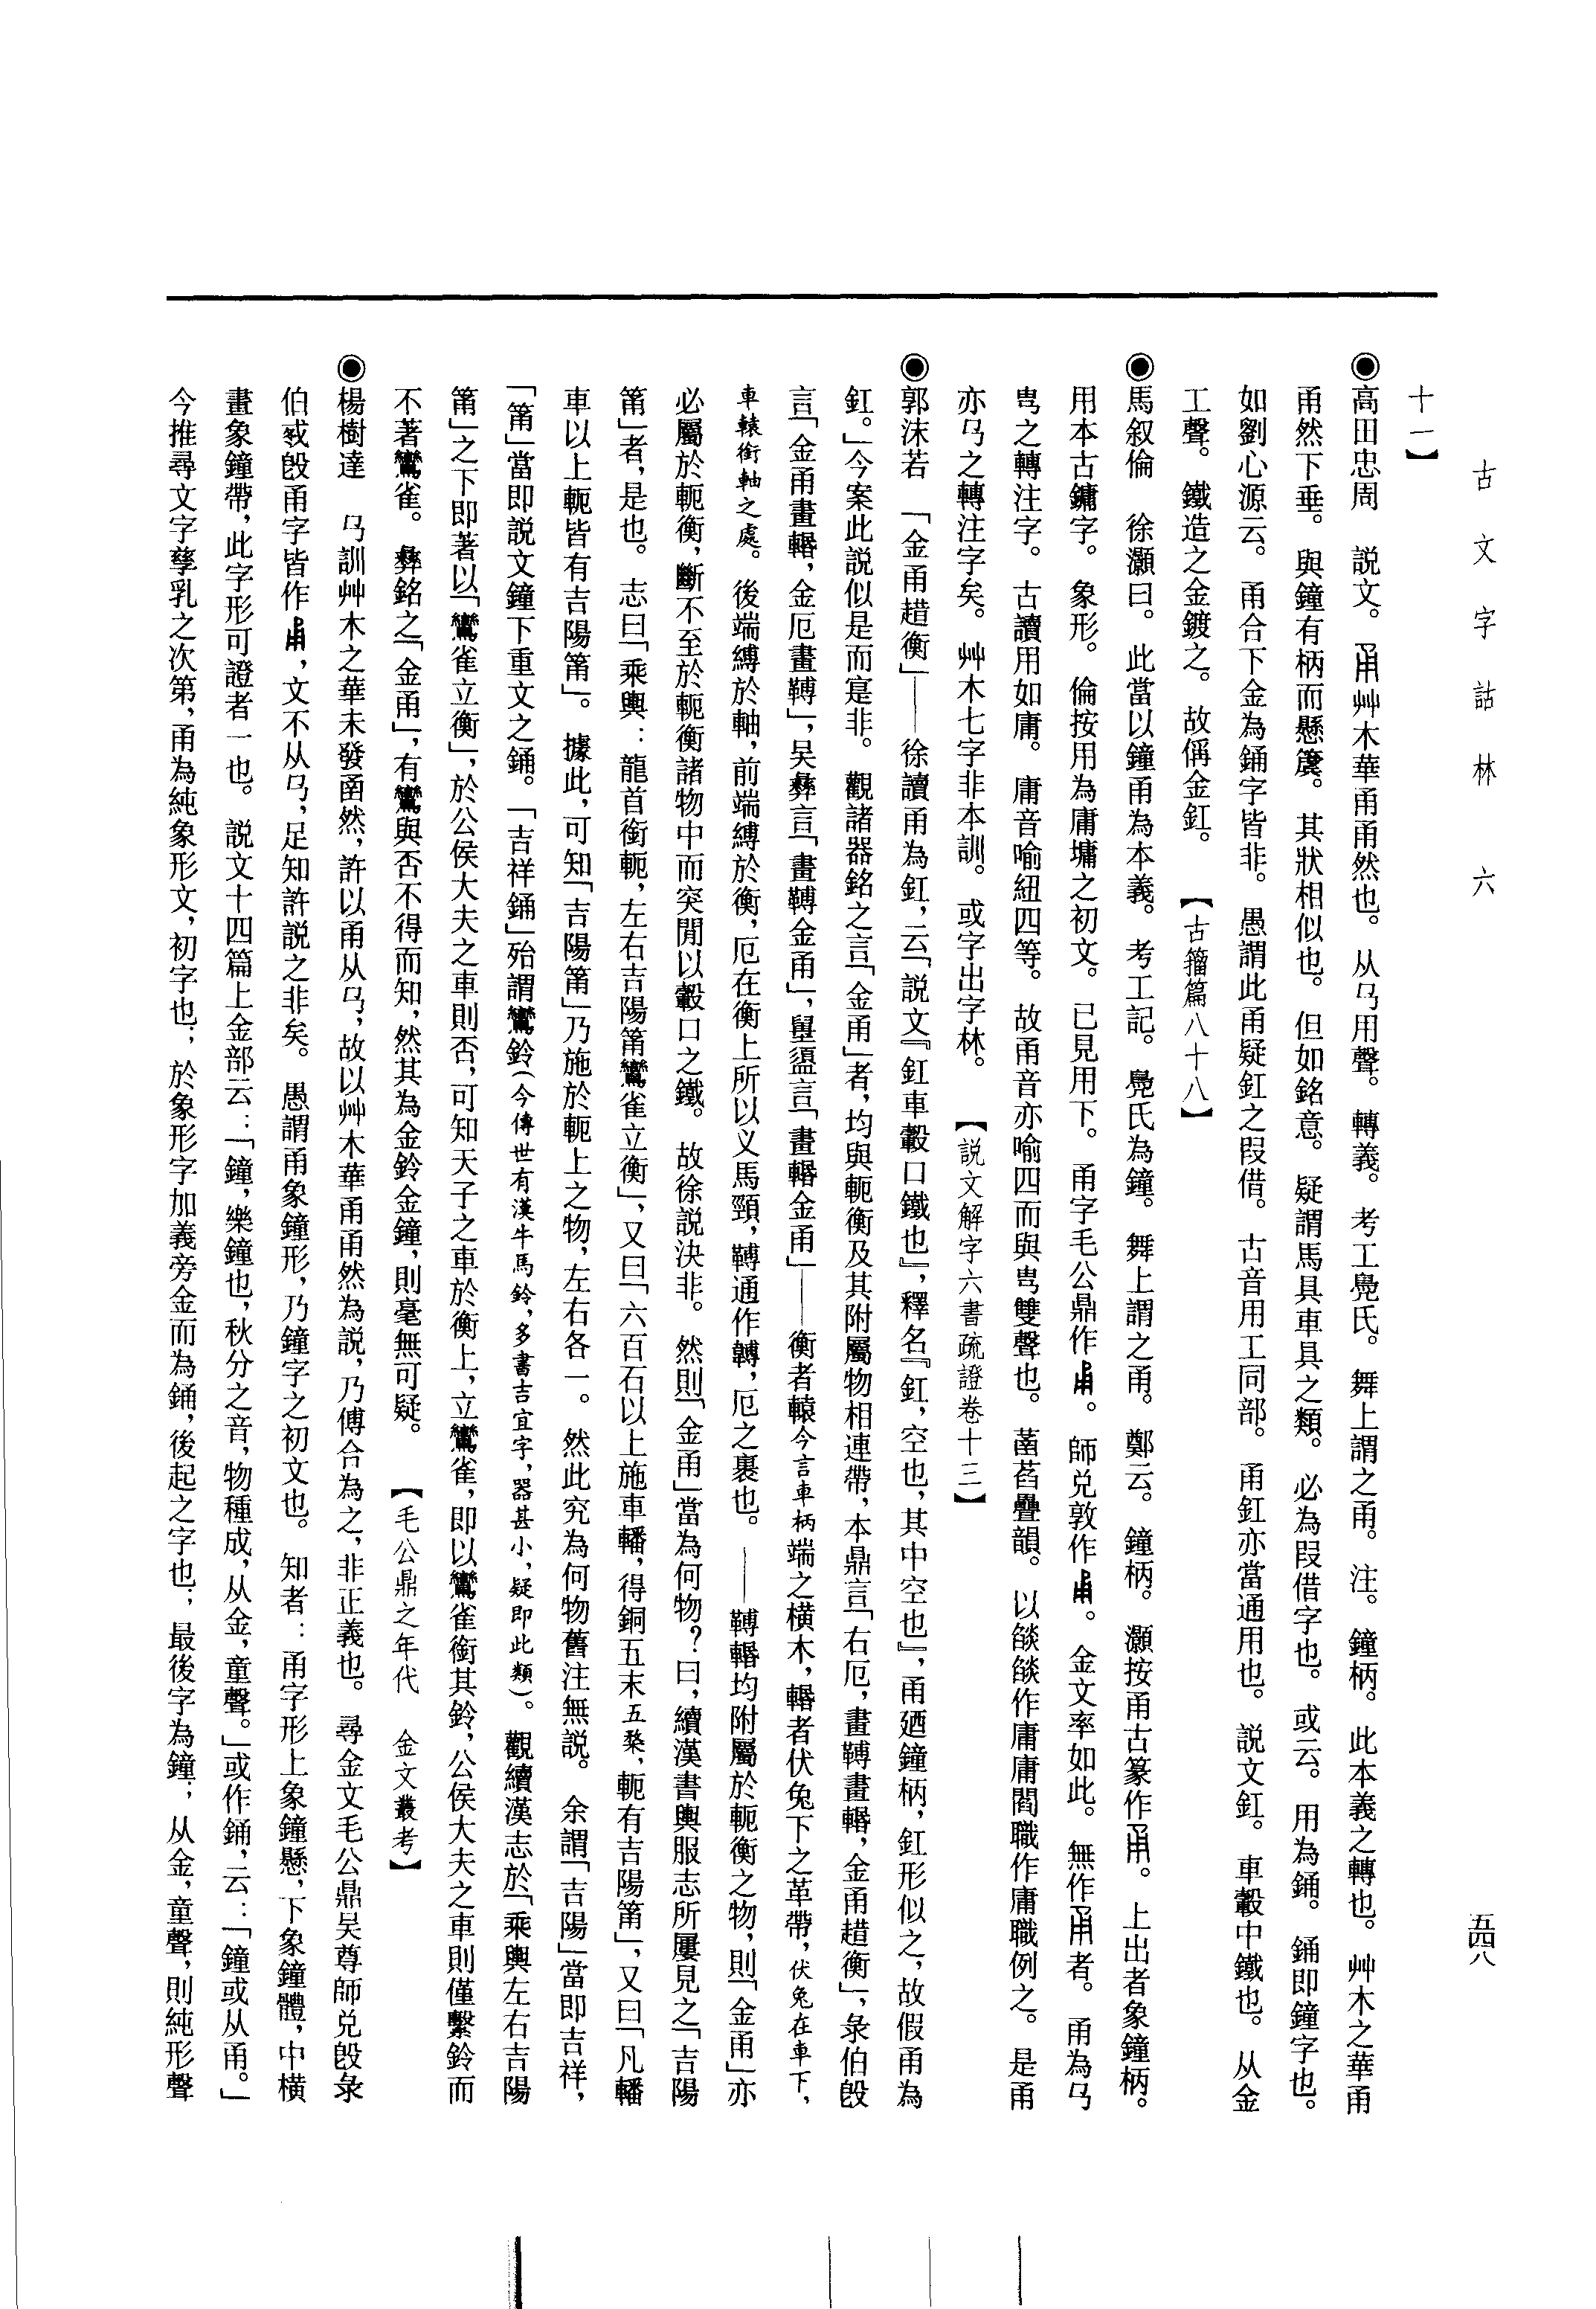 古文字詁林　六
五四八
十一】
◉高田忠周　説文。甬艸木華甬甬然也。从𢎘用聲。轉義。考工鳧氏。舞上謂之甬。注。鐘柄。此本義之轉也。艸木之華甬
甬然下垂。與鐘有柄而懸虡。其狀相似也。但如銘意。疑謂馬具車具之類。必為叚借字也。或云。用為銿。銿即鐘字也。
如劉心源云。甬合下金為銿字皆非。愚謂此甬疑釭之叚借。古音用工同部。甬釭亦當通用也。説文釭。車轂中鐵也。从金
工聲。鐵造之金鍍之。故偁金釭。　【古籀篇八十八】
◉馬叙倫　徐灝曰。此當以鐘甬為本義。考工記。鳧氏為鐘。舞上謂之甬。鄭云。鐘柄。灝按甬古篆作。上出者象鐘柄。
用本古鏞字。象形。倫按用為庸墉之初文。已見用下。甬字毛公鼎作。師兌敦作。金文率如此。無作者。甬為𢎘
㔿之轉注字。古讀用如庸。庸音喻紐四等。故甬音亦喻四而與㔿雙聲也。菡萏疊韻。以燄燄作庸庸閻職作庸職例之。是甬
亦𢎘之轉注字矣。艸木七字非本訓。或字出字林。　【説文解字六書疏證卷十三】
◉郭沫若　「金甬趞衡」——徐讀甬為釭，云「説文『釭車轂口鐵也』，釋名『釭，空也，其中空也』，甬廼鐘柄，釭形似之，故假甬為
釭。」今案此説似是而寔非。觀諸器銘之言「金甬」者，均與軛衡及其附屬物相連帶，本鼎言「右厄，畫鞯畫輴，金甬趞衡」，彔伯𣪘
言「金甬畫輴，金厄畫鞯」，吴彝言「畫鞯金甬」，盨言「畫輴金甬」——衡者轅今言車柄端之横木，輴者伏兔下之革帶，伏兔在車下，
車轅銜軸之處。後端縛於軸，前端縛於衡，厄在衡上所以义馬頸，鞯通作䪙，厄之裹也。——鞯輴均附屬於軛衡之物，則「金甬」亦
必屬於軛衡，斷不至於軛衡諸物中而突閒以轂口之鐵。故徐説決非。然則「金甬」當為何物？曰，續漢書輿服志所屢見之「吉陽
筩」者，是也。志曰「乘輿：龍首銜軛，左右吉陽筩鸞雀立衡」，又曰「六百石以上施車轓，得銅五末五楘，軛有吉陽筩」，又曰「凡轓
車以上軛皆有吉陽筩」。據此，可知「吉陽筩」乃施於軛上之物，左右各一。然此究為何物舊注無説。余謂「吉陽」當即吉祥，
「筩」當即説文鐘下重文之銿。「吉祥銿」殆謂鸞鈴（今傳世有漢牛馬鈴，多書吉宜字，器甚小，疑即此類）。觀續漢志於「乘輿左右吉陽
筩」之下即著以「鸞雀立衡」，於公侯大夫之車則否，可知天子之車於衡上，立鸞雀，即以鸞雀銜其鈴，公侯大夫之車則僅繫鈴而
不著鸞雀。彝銘之「金甬」，有鸞與否不得而知，然其為金鈴金鐘，則毫無可疑。　【毛公鼎之年代　金文叢考】
◉楊樹達　𢎘訓艸木之華未發圅然，許以甬从𢎘，故以艸木華甬甬然為説，乃傅合為之，非正義也。尋金文毛公鼎吴尊師兌𣪘彔
伯𢦚𣪘甬字皆作，文不从𢎘，足知許説之非矣。愚謂甬象鐘形，乃鐘字之初文也。知者：甬字形上象鐘懸，下象鐘體，中横
畫象鐘帶，此字形可證者一也。説文十四篇上金部云：「鐘，樂鐘也，秋分之音，物種成，从金，童聲。」或作銿，云：「鐘或从甬。」
今推尋文字孳乳之次第，甬為純象形文，初字也；於象形字加義旁金而為銿，後起之字也；最後字為鐘；从金，童聲，則純形聲